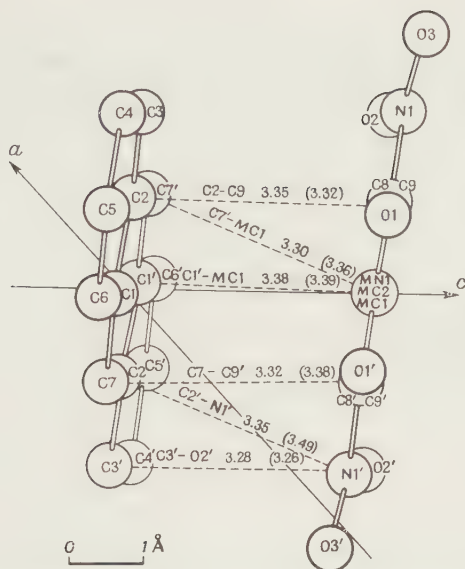 O3
C4 C3
O2 N1
a
C2 C7' C2-C9 3.35 (3.32) C8 C9
C5 O1
C7'-MC1 3.30 (3.36)
C1' C6'C1'-MC1 3.38 (3.39) MN1
C6 C1 MC2 c
MC1
C5' O1'
C7 C2' C7-C9' 3.32 (3.38) C8' C9'
C2'-N1' 3.35 (3.49)
C3' C4'C3'-O2' 3.28 (3.26) N1' O2'
O3'
0 1 Å